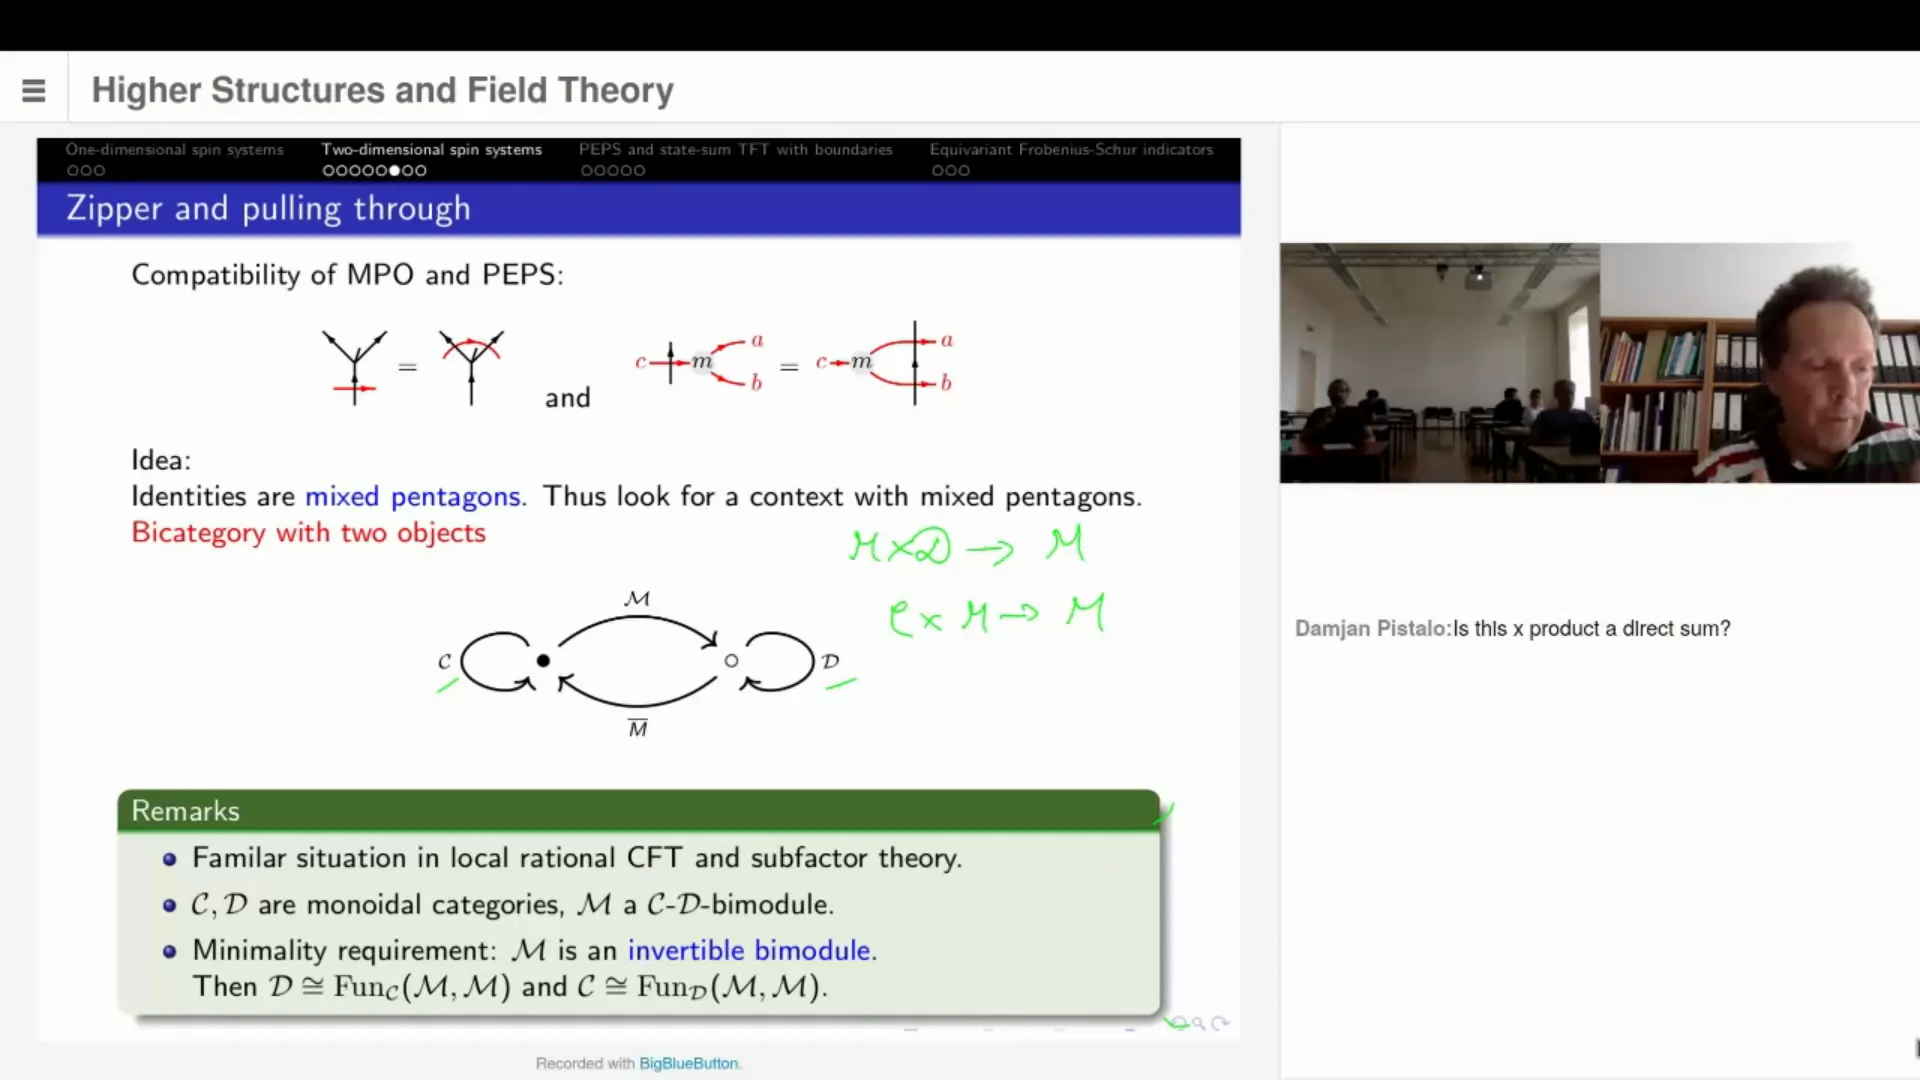 Higher Structures and Field Theory
One-dimensional spin systems Two-dimensional spin systems PEPS and state-sum TFT with boundaries Equivariant Frobenius-Schur indicators
Zipper and pulling through
Compatibility of MPO and PEPS:
= and c m a b = c m a b
Idea:
Identities are mixed pentagons. Thus look for a context with mixed pentagons.
Bicategory with two objects
M×D → M
C×M → M
M
C D
M̅
Remarks
Familar situation in local rational CFT and subfactor theory.
C, D are monoidal categories, M a C-D-bimodule.
Minimality requirement: M is an invertible bimodule.
Then D ≅ Fun_C(M, M) and C ≅ Fun_D(M, M).
Recorded with BigBlueButton.
Damjan Pistalo:Is this x product a direct sum?